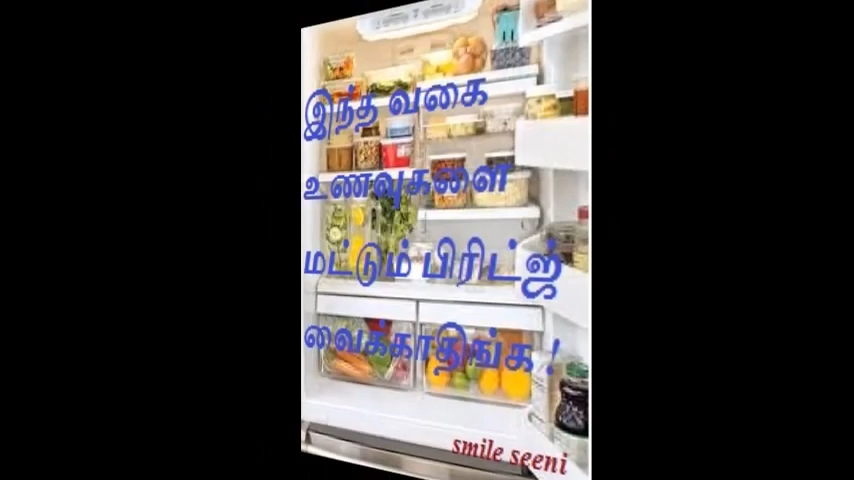 இந்த வகை
உணவுகளை
மட்டும் பிரிட்ஜ்
வைக்காதிங்க !
smile seeni